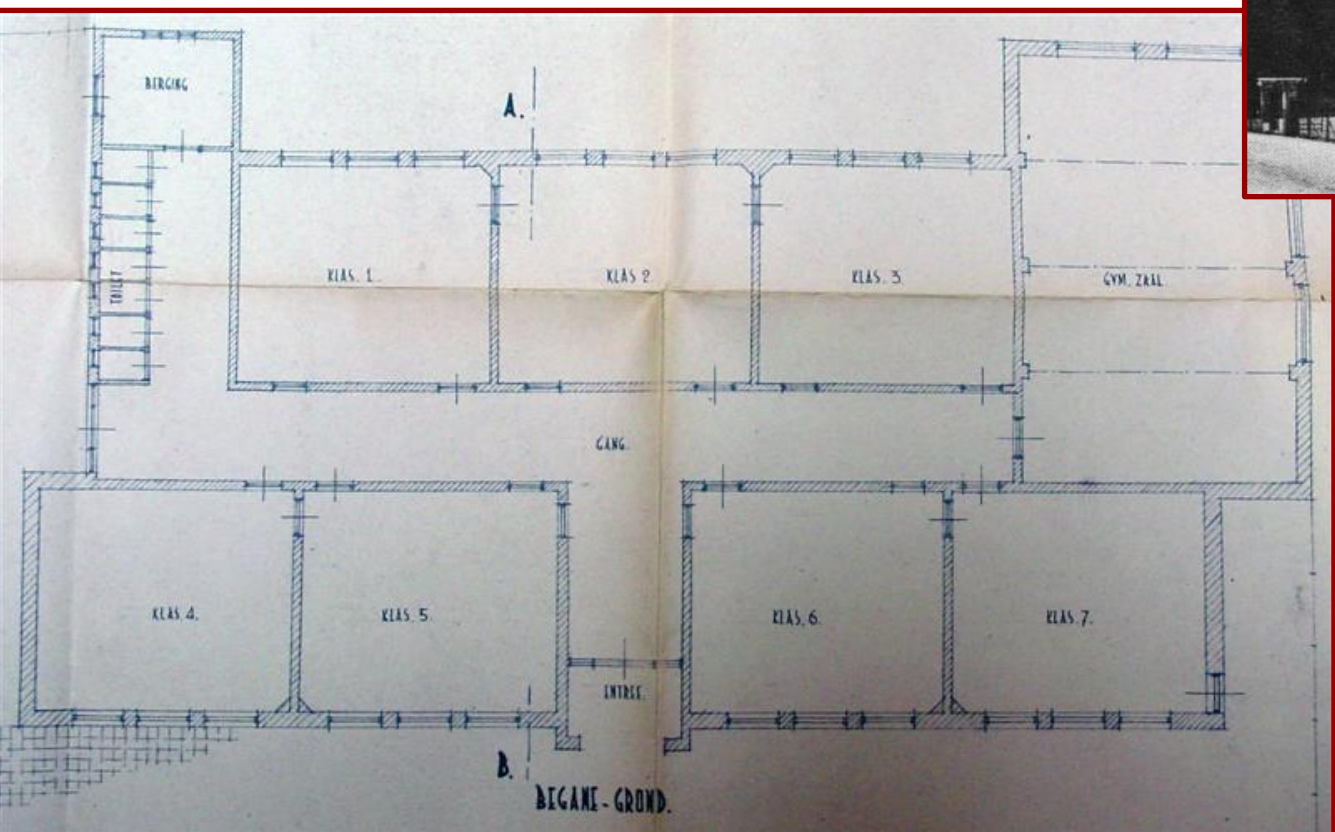 BERGING
A.
TOILET
KLAS. 1.
KLAS 2
KLAS. 3.
GYM. ZAAL
GANG.
KLAS. 4.
KLAS. 5.
KLAS. 6.
KLAS. 7.
ENTREE.
B.
BEGANE-GROND.